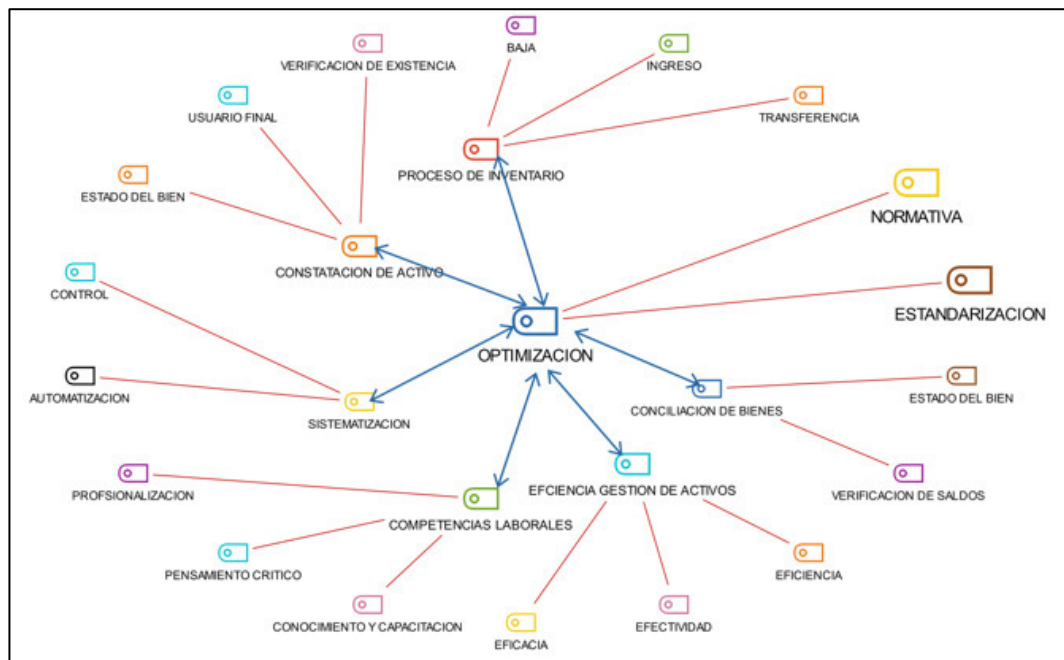 BAJA
INGRESO
VERIFICACION DE EXISTENCIA
USUARIO FINAL
TRANSFERENCIA
PROCESO DE INVENTARIO
ESTADO DEL BIEN
NORMATIVA
CONSTATACION DE ACTIVO
CONTROL
ESTANDARIZACION
OPTIMIZACION
AUTOMATIZACION
ESTADO DEL BIEN
CONCILIACION DE BIENES
SISTEMATIZACION
PROFSIONALIZACION
EFCIENCIA GESTION DE ACTIVOS
VERIFICACION DE SALDOS
COMPETENCIAS LABORALES
PENSAMIENTO CRITICO
EFICIENCIA
CONOCIMIENTO Y CAPACITACION
EFECTIVIDAD
EFICACIA